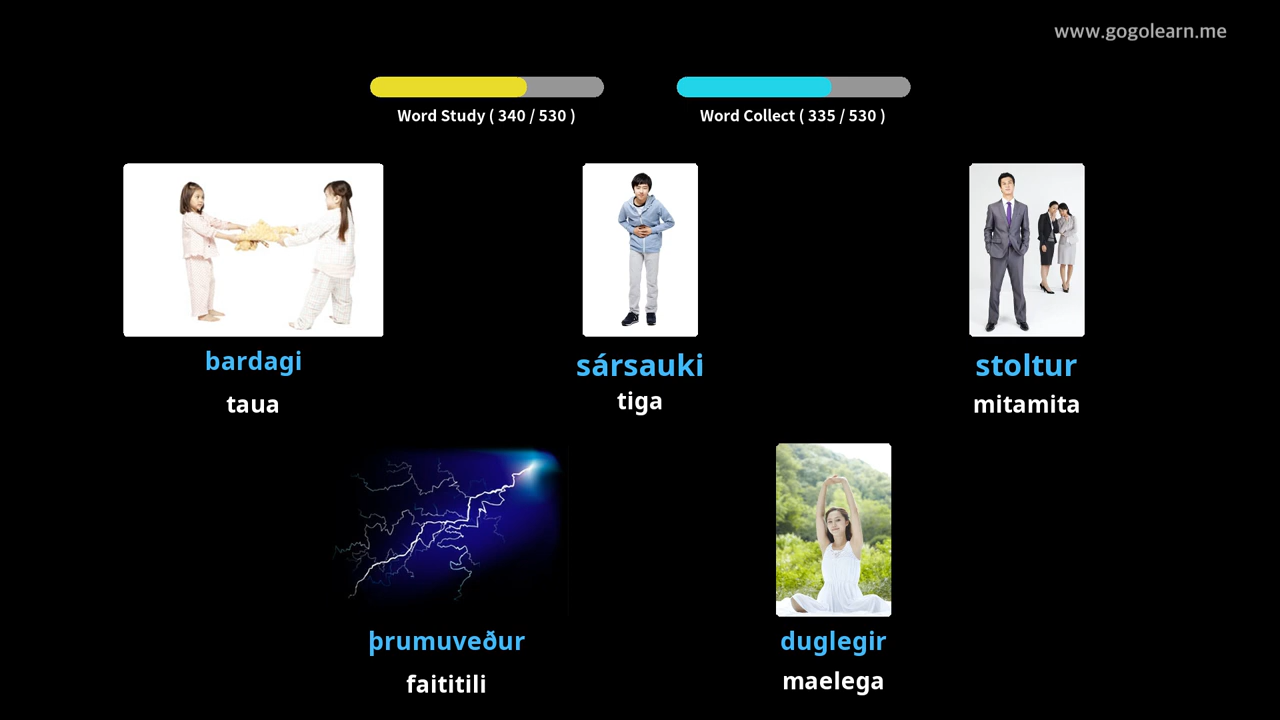 www.gogolearn.me
Word Study ( 340 / 530 )
Word Collect ( 335 / 530 )
bardagi
taua
sársauki
tiga
stoltur
mitamita
þrumuveður
faititili
duglegir
maelega